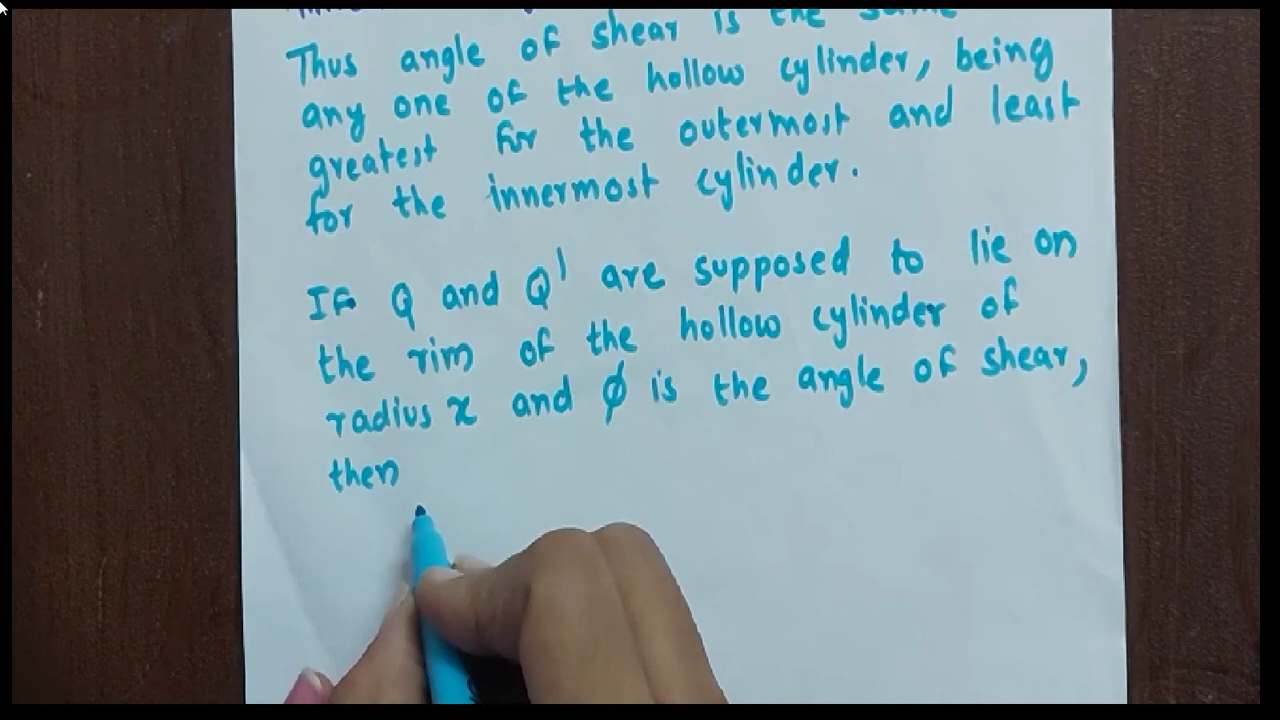 Thus angle of shear is the same
any one of the hollow cylinder, being
greatest for the outermost and least
for the innermost cylinder.
If Q and Q' are supposed to lie on
the rim of the hollow cylinder of
radius x and ϕ is the angle of shear,
then